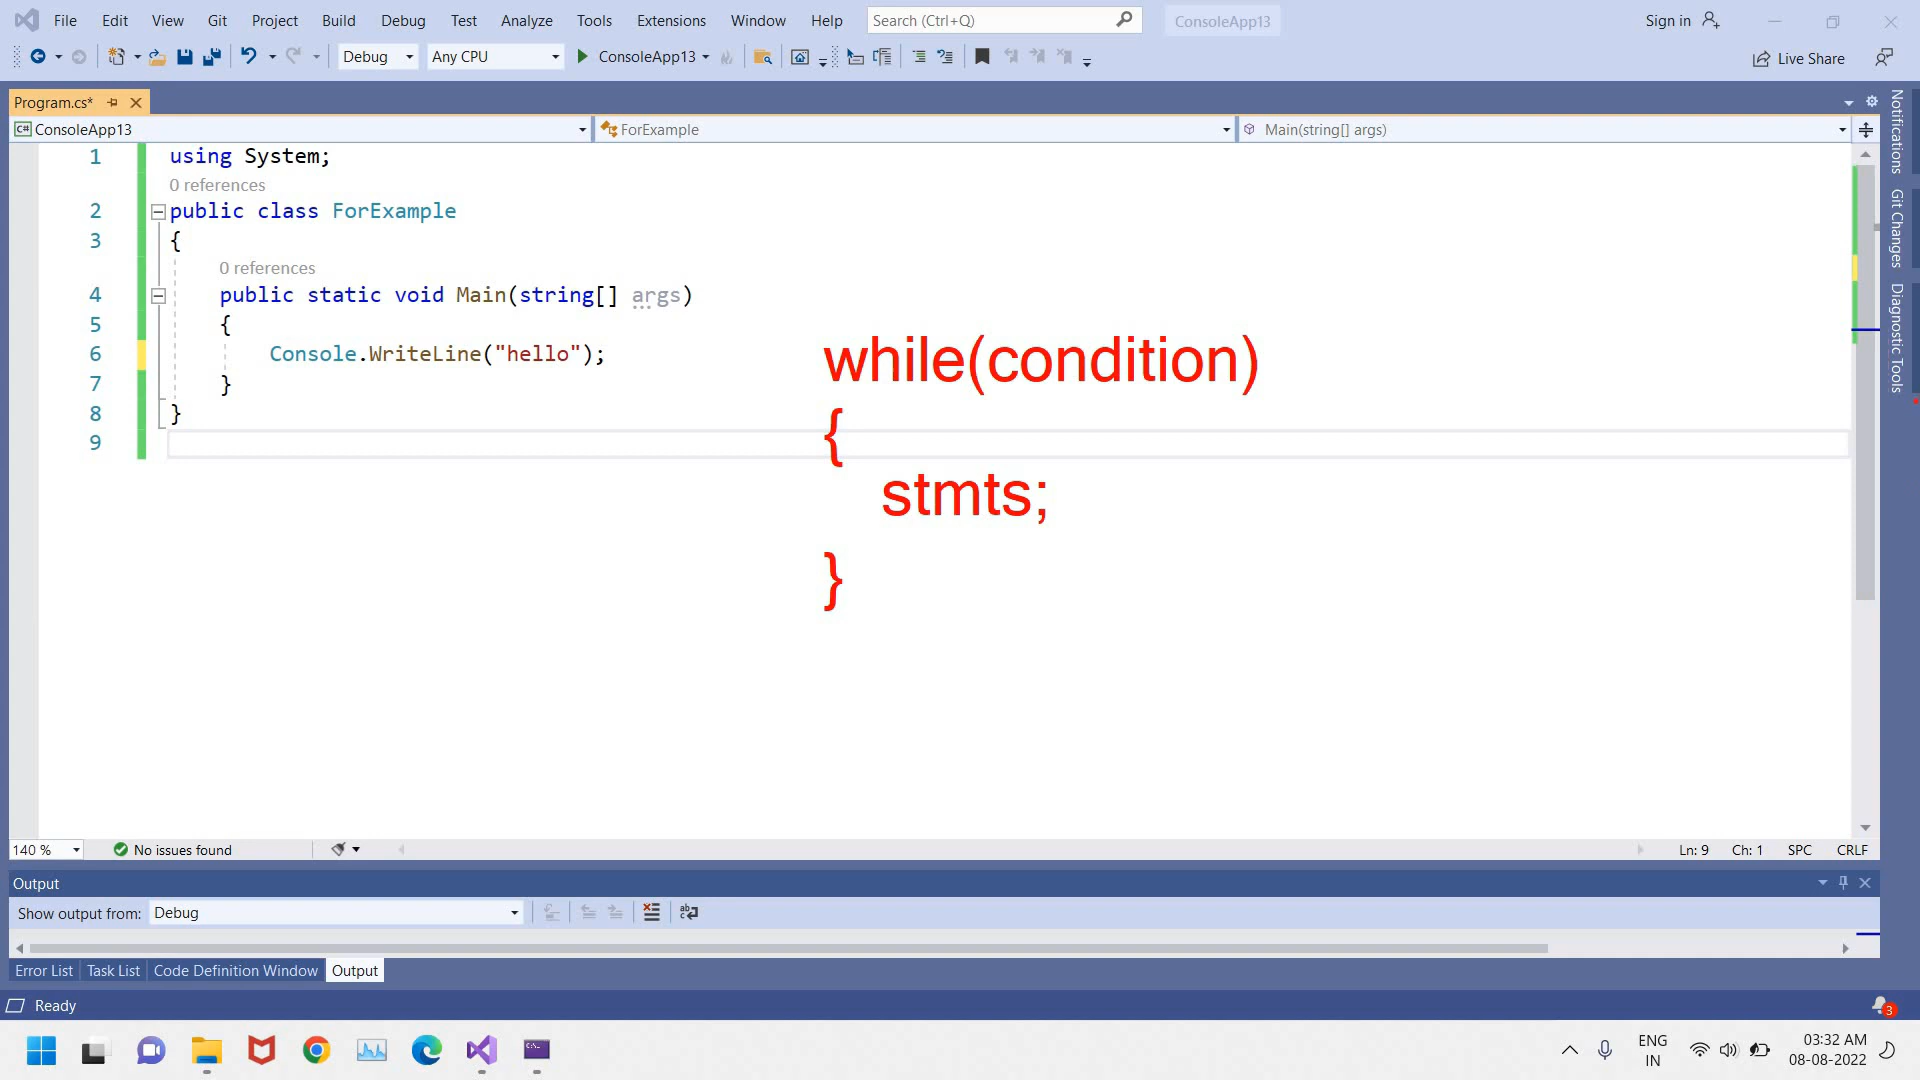 File Edit View Git Project Build Debug Test Analyze Tools Extensions Window Help Search (Ctrl+Q) ConsoleApp13 Sign in
Debug Any CPU ConsoleApp13 Live Share
Program.cs*
ConsoleApp13 ForExample Main(string[] args)
1 using System;
0 references
2 public class ForExample
3 {
0 references
4 public static void Main(string[] args)
5 {
6 Console.WriteLine("hello");
7 }
8 }
9
while(condition)
{
stmts;
}
Notifications
Git Changes
Diagnostic Tools
140 % No issues found Ln: 9 Ch: 1 SPC CRLF
Output
Show output from: Debug
Error List Task List Code Definition Window Output
Ready 3
ENG
IN
03:32 AM
08-08-2022